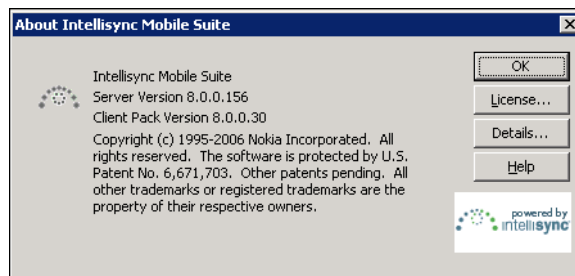 About Intellisync Mobile Suite
Intellisync Mobile Suite
Server Version 8.0.0.156
Client Pack Version 8.0.0.30
Copyright (c) 1995-2006 Nokia Incorporated.  All
rights reserved.  The software is protected by U.S.
Patent No. 6,671,703.  Other patents pending.  All
other trademarks or registered trademarks are the
property of their respective owners.
OK
License...
Details...
Help
powered by
intellisync